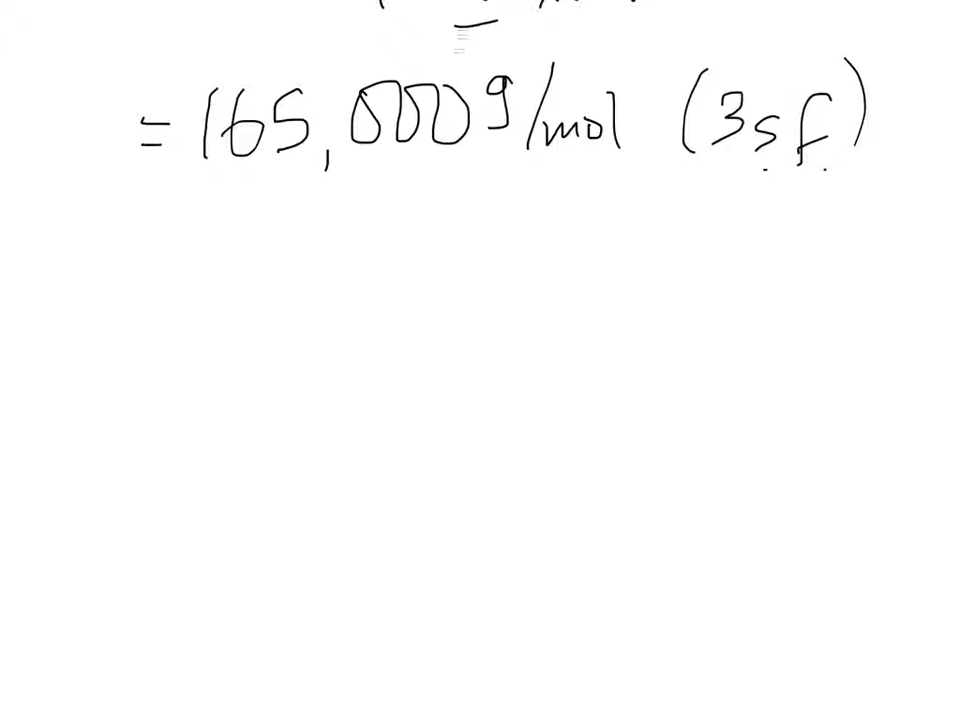 = 165,000 g/mol (3sf)